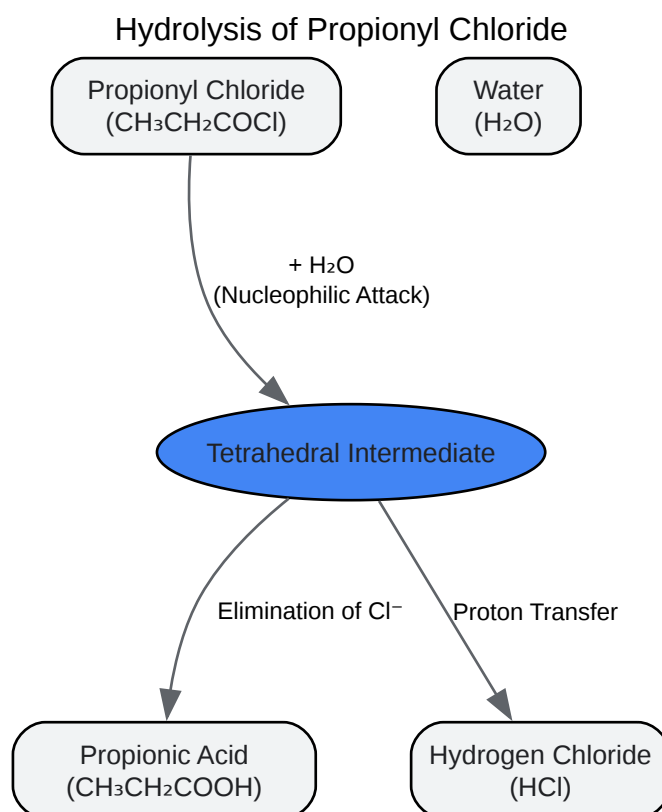 Hydrolysis of Propionyl Chloride
Propionyl Chloride
(CH₃CH₂COCl)
Water
(H₂O)
+ H₂O
(Nucleophilic Attack)
Tetrahedral Intermediate
Elimination of Cl⁻
Proton Transfer
Propionic Acid
(CH₃CH₂COOH)
Hydrogen Chloride
(HCl)